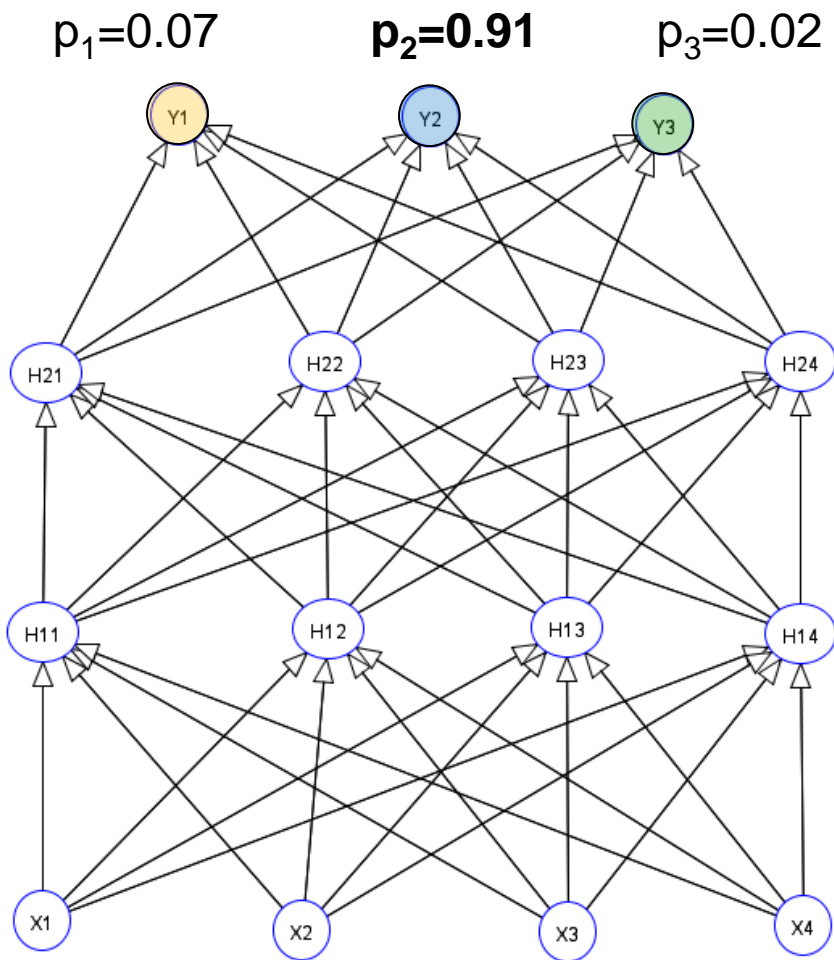 p₁=0.07 p₂=0.91 p₃=0.02
Y1 Y2 Y3
H21 H22 H23 H24
H11 H12 H13 H14
X1 X2 X3 X4